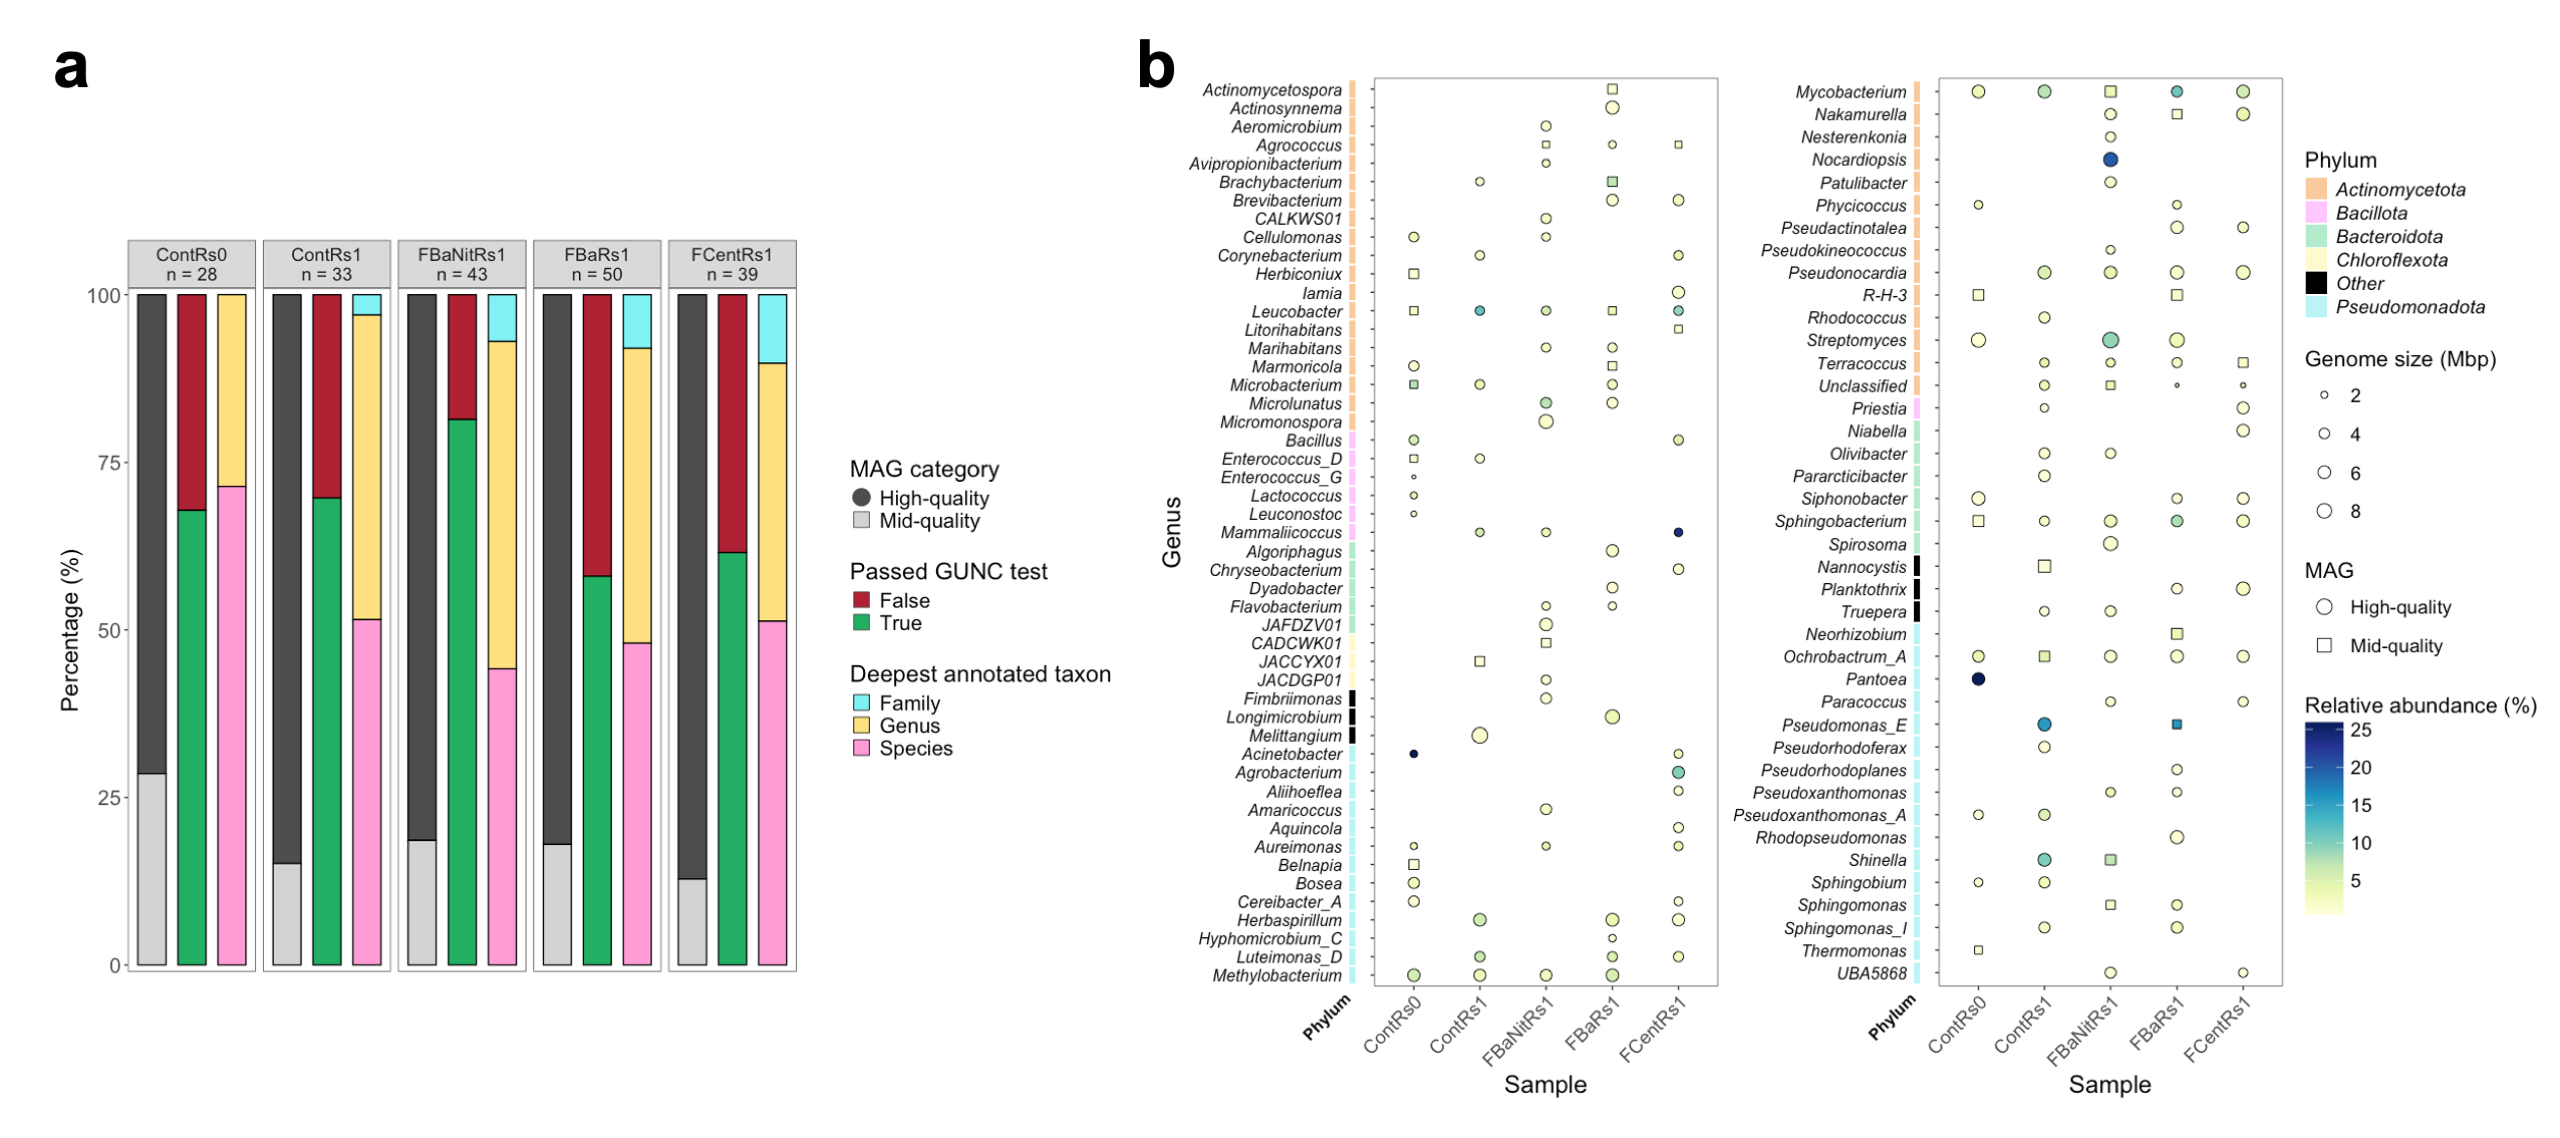 a
ContRs0
n = 28
ContRs1
n = 33
FBaNitRs1
n = 43
FBaRs1
n = 50
FCentRs1
n = 39
Percentage (%)
100
75
50
25
0
MAG category
High-quality
Mid-quality
Passed GUNC test
False
True
Deepest annotated taxon
Family
Genus
Species
b
Genus
Actinomycetospora
Actinosynnema
Aeromicrobium
Agrococcus
Avipropionibacterium
Brachybacterium
Brevibacterium
CALKWS01
Cellulomonas
Corynebacterium
Herbiconiux
Iamia
Leucobacter
Litorihabitans
Marihabitans
Marmoricola
Microbacterium
Microlunatus
Micromonospora
Bacillus
Enterococcus_D
Enterococcus_G
Lactococcus
Leuconostoc
Mammaliicoccus
Algoriphagus
Chryseobacterium
Dyadobacter
Flavobacterium
JAFDZV01
CADCWK01
JACCYX01
JACDGP01
Fimbriimonas
Longimicrobium
Melittangium
Acinetobacter
Agrobacterium
Aliihoeflea
Amaricoccus
Aquincola
Aureimonas
Belnapia
Bosea
Cereibacter_A
Herbaspirillum
Hyphomicrobium_C
Luteimonas_D
Methylobacterium
Phylum
ContRs0
ContRs1
FBaNitRs1
FBaRs1
FCentRs1
Sample
Mycobacterium
Nakamurella
Nesterenkonia
Nocardiopsis
Patulibacter
Phycicoccus
Pseudactinotalea
Pseudokineococcus
Pseudonocardia
R-H-3
Rhodococcus
Streptomyces
Terracoccus
Unclassified
Priestia
Niabella
Olivibacter
Pararcticibacter
Siphonobacter
Sphingobacterium
Spirosoma
Nannocystis
Planktothrix
Truepera
Neorhizobium
Ochrobactrum_A
Pantoea
Paracoccus
Pseudomonas_E
Pseudorhodoferax
Pseudorhodoplanes
Pseudoxanthomonas
Pseudoxanthomonas_A
Rhodopseudomonas
Shinella
Sphingobium
Sphingomonas
Sphingomonas_I
Thermomonas
UBA5868
Phylum
ContRs0
ContRs1
FBaNitRs1
FBaRs1
FCentRs1
Sample
Phylum
Actinomycetota
Bacillota
Bacteroidota
Chloroflexota
Other
Pseudomonadota
Genome size (Mbp)
2
4
6
8
MAG
High-quality
Mid-quality
Relative abundance (%)
25
20
15
10
5